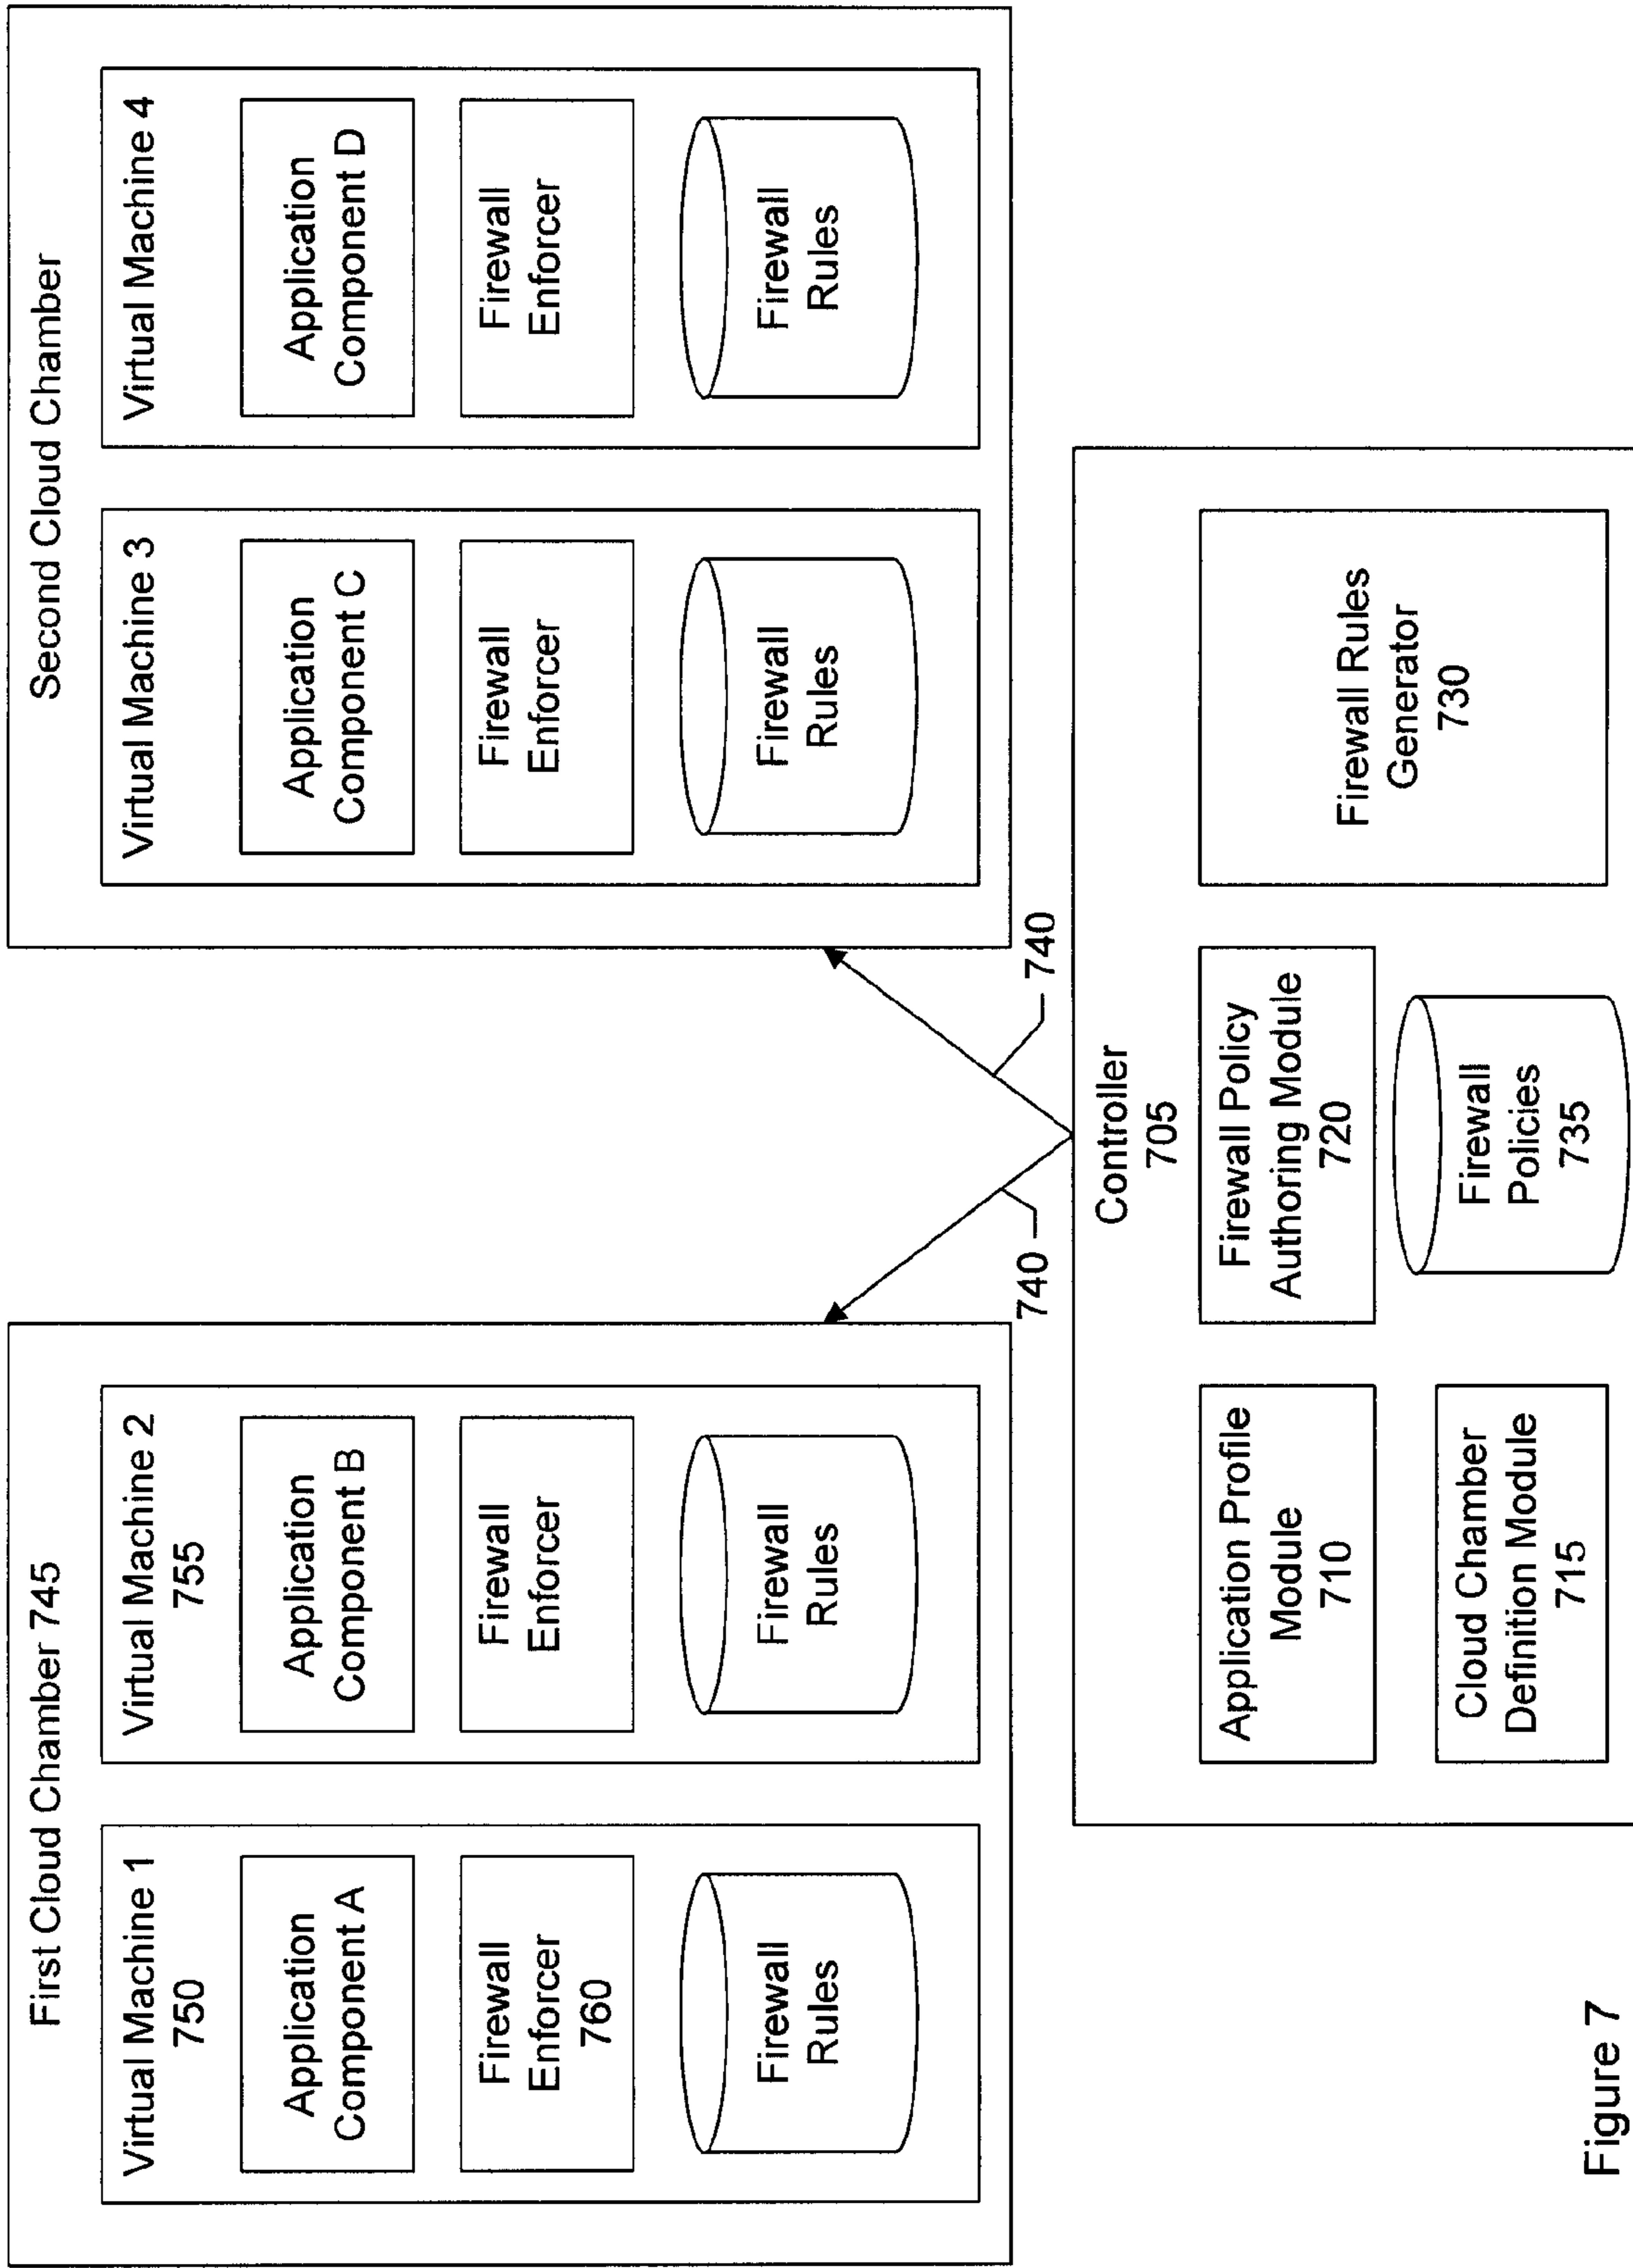 First Cloud Chamber 745
Virtual Machine 1
750
Application
Component A
Firewall
Enforcer
760
Firewall
Rules
Virtual Machine 2
755
Application
Component B
Firewall
Enforcer
Firewall
Rules
Second Cloud Chamber
Virtual Machine 3
Application
Component C
Firewall
Enforcer
Firewall
Rules
Virtual Machine 4
Application
Component D
Firewall
Enforcer
Firewall
Rules
740
740
Controller
705
Application Profile
Module
710
Cloud Chamber
Definition Module
715
Firewall Policy
Authoring Module
720
Firewall
Policies
735
Firewall Rules
Generator
730
Figure 7